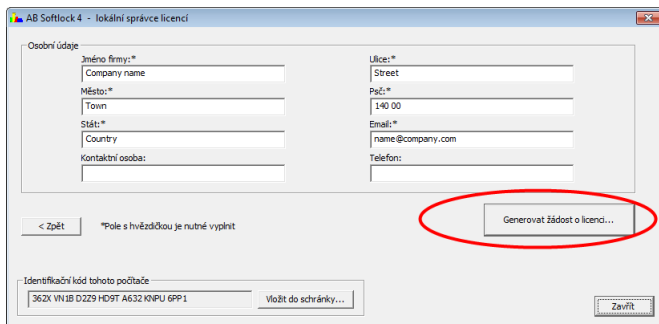 AB Softlock 4 - lokální správce licencí
Osobní údaje
Jméno firmy:*
Ulice:*
Company name
Street
Město:*
Psč:*
Town
140 00
Stát:*
Email:*
Country
name@company.com
Kontaktní osoba:
Telefon:
< Zpět
*Pole s hvězdičkou je nutné vyplnit
Generovat žádost o licenci...
Identifikační kód tohoto počítače
362X VN1B D2Z9 HD9T A632 KNPU 6PP1
Vložit do schránky...
Zavřít